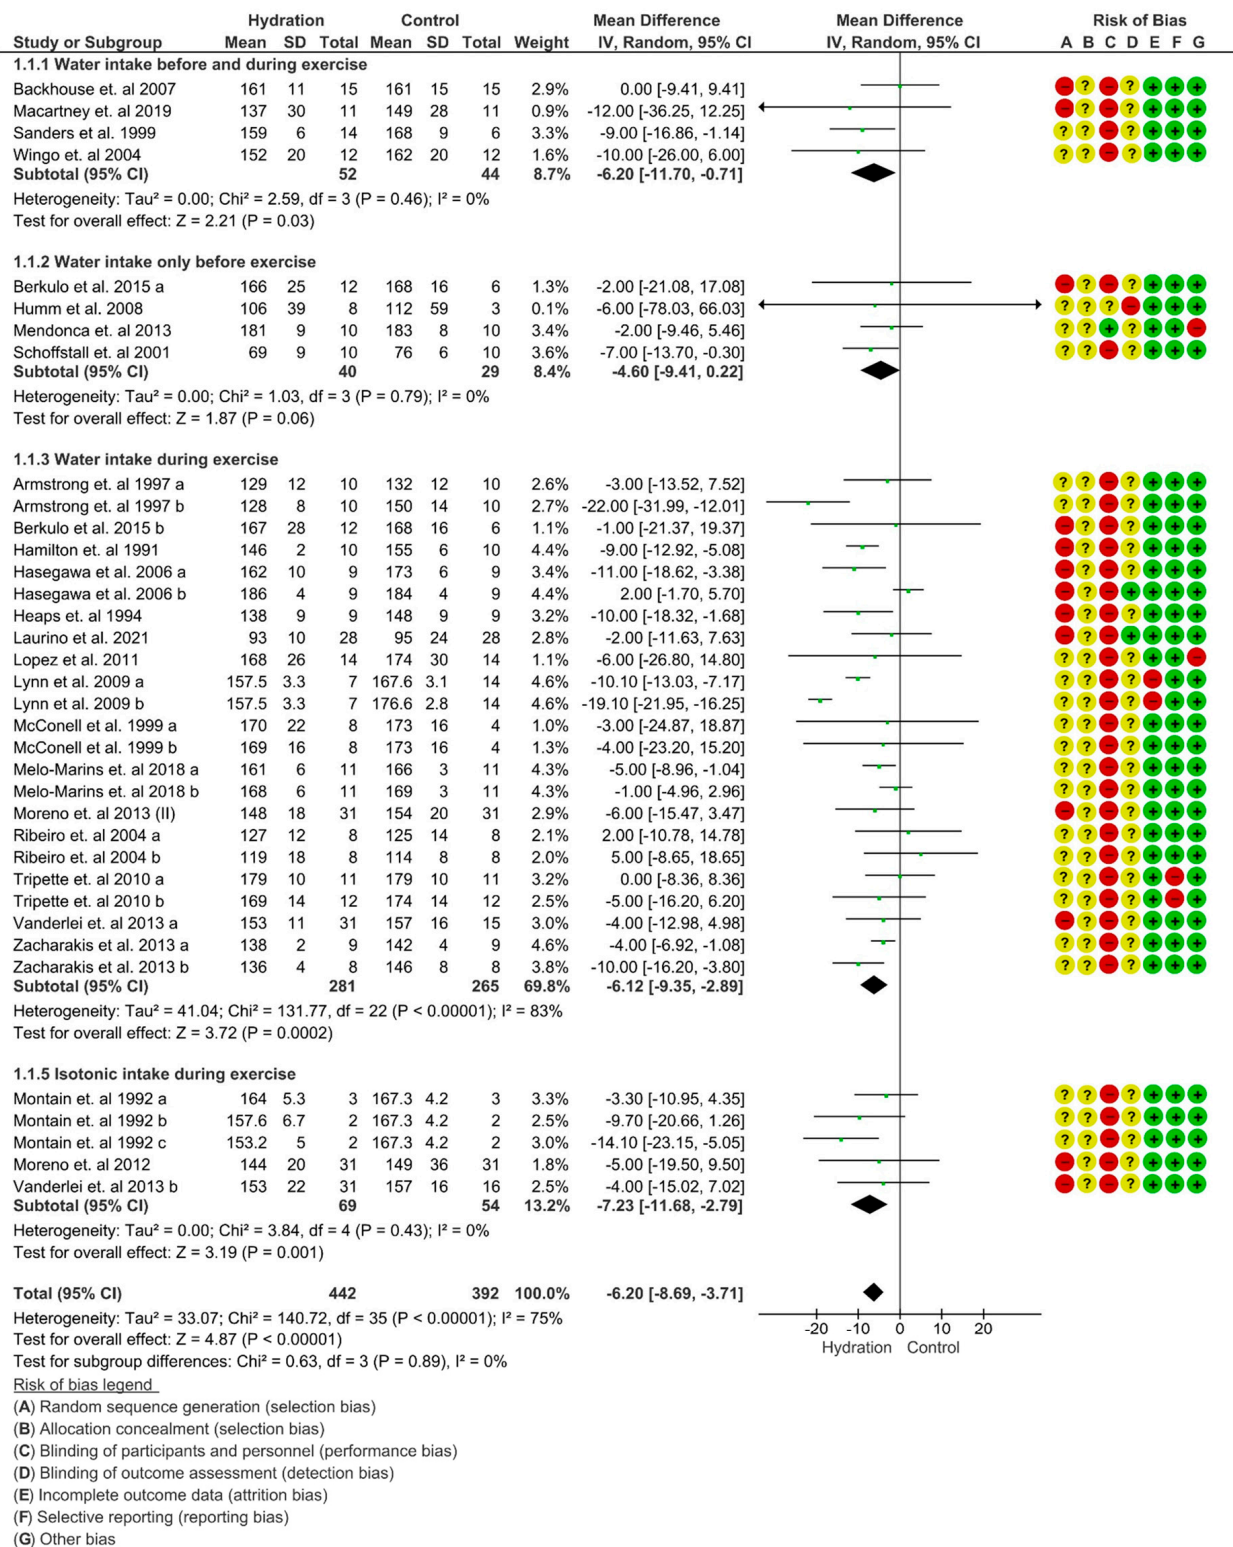 Hydration Control Mean Difference Mean Difference Risk of Bias
Study or Subgroup Mean SD Total Mean SD Total Weight IV, Random, 95% CI IV, Random, 95% CI A B C D E F G
1.1.1 Water intake before and during exercise
Backhouse et. al 2007 161 11 15 161 15 15 2.9% 0.00 [-9.41, 9.41] - ? - ? + + +
Macartney et. al 2019 137 30 11 149 28 11 0.9% -12.00 [-36.25, 12.25] - ? - ? + + +
Sanders et. al 1999 159 6 14 168 9 6 3.3% -9.00 [-16.86, -1.14] ? ? - ? + + +
Wingo et. al 2004 152 20 12 162 20 12 1.6% -10.00 [-26.00, 6.00] ? ? - ? + + +
Subtotal (95% CI) 52 44 8.7% -6.20 [-11.70, -0.71]
Heterogeneity: Tau² = 0.00; Chi² = 2.59, df = 3 (P = 0.46); I² = 0%
Test for overall effect: Z = 2.21 (P = 0.03)
1.1.2 Water intake only before exercise
Berkulo et al. 2015 a 166 25 12 168 16 6 1.3% -2.00 [-21.08, 17.08] - ? - ? + + +
Humm et al. 2008 106 39 8 112 59 3 0.1% -6.00 [-78.03, 66.03] ? ? ? - + + +
Mendonca et al. 2013 181 9 10 183 8 10 3.4% -2.00 [-9.46, 5.46] ? ? + ? + + -
Schoffstall et. al 2001 69 9 10 76 6 10 3.6% -7.00 [-13.70, -0.30] ? ? - ? + + +
Subtotal (95% CI) 40 29 8.4% -4.60 [-9.41, 0.22]
Heterogeneity: Tau² = 0.00; Chi² = 1.03, df = 3 (P = 0.79); I² = 0%
Test for overall effect: Z = 1.87 (P = 0.06)
1.1.3 Water intake during exercise
Armstrong et. al 1997 a 129 12 10 132 12 10 2.6% -3.00 [-13.52, 7.52] ? ? - ? + + +
Armstrong et. al 1997 b 128 8 10 150 14 10 2.7% -22.00 [-31.99, -12.01] ? ? - ? + + +
Berkulo et al. 2015 b 167 28 12 168 16 6 1.1% -1.00 [-21.37, 19.37] - ? - ? + + +
Hamilton et. al 1991 146 2 10 155 6 10 4.4% -9.00 [-12.92, -5.08] - ? - ? + + +
Hasegawa et al. 2006 a 162 10 9 173 6 9 3.4% -11.00 [-18.62, -3.38] - ? - ? + + +
Hasegawa et al. 2006 b 186 4 9 184 4 9 4.4% 2.00 [-1.70, 5.70] - ? - + + + +
Heaps et al. 1994 138 9 9 148 9 9 3.2% -10.00 [-18.32, -1.68] - ? - ? + + +
Laurino et al. 2021 93 10 28 95 24 28 2.8% -2.00 [-11.63, 7.63] - ? - + + + +
Lopez et al. 2011 168 26 14 174 30 14 1.1% -6.00 [-26.80, 14.80] ? ? - ? + + -
Lynn et al. 2009 a 157.5 3.3 7 167.6 3.1 14 4.6% -10.10 [-13.03, -7.17] ? ? - ? - + +
Lynn et al. 2009 b 157.5 3.3 7 176.6 2.8 14 4.6% -19.10 [-21.95, -16.25] ? ? - ? - + +
McConell et al. 1999 a 170 22 8 173 16 4 1.0% -3.00 [-24.87, 18.87] ? ? - ? + + +
McConell et al. 1999 b 169 16 8 173 16 4 1.3% -4.00 [-23.20, 15.20] ? ? - ? + + +
Melo-Marins et. al 2018 a 161 6 11 166 3 11 4.3% -5.00 [-8.96, -1.04] ? ? - ? + + +
Melo-Marins et. al 2018 b 168 6 11 169 3 11 4.3% -1.00 [-4.96, 2.96] ? ? - ? + + +
Moreno et al. 2013 (II) 148 18 31 154 20 31 2.9% -6.00 [-15.47, 3.47] - ? - ? + + +
Ribeiro et. al 2004 a 127 12 8 125 14 8 2.1% 2.00 [-10.78, 14.78] ? ? - ? + + +
Ribeiro et. al 2004 b 119 18 8 114 8 8 2.0% 5.00 [-8.65, 18.65] ? ? - ? + + +
Tripette et. al 2010 a 179 10 11 179 10 11 3.2% 0.00 [-8.36, 8.36] ? ? - ? + - +
Tripette et. al 2010 b 169 14 12 174 14 12 2.5% -5.00 [-16.20, 6.20] ? ? - ? + - +
Vanderlei et. al 2013 a 153 11 31 157 16 15 3.0% -4.00 [-12.98, 4.98] - ? - ? + + +
Zacharakis et al. 2013 a 138 2 9 142 4 9 4.6% -4.00 [-6.92, -1.08] ? ? - ? + + +
Zacharakis et al. 2013 b 136 4 8 146 8 8 3.8% -10.00 [-16.20, -3.80] ? ? - ? + + +
Subtotal (95% CI) 281 265 69.8% -6.12 [-9.35, -2.89]
Heterogeneity: Tau² = 41.04; Chi² = 131.77, df = 22 (P < 0.00001); I² = 83%
Test for overall effect: Z = 3.72 (P = 0.0002)
1.1.5 Isotonic intake during exercise
Montain et. al 1992 a 164 5.3 3 167.3 4.2 3 3.3% -3.30 [-10.95, 4.35] ? ? - ? + + +
Montain et. al 1992 b 157.6 6.7 2 167.3 4.2 2 2.5% -9.70 [-20.66, 1.26] ? ? - ? + + +
Montain et. al 1992 c 153.2 5 2 167.3 4.2 2 3.0% -14.10 [-23.15, -5.05] ? ? - ? + + +
Moreno et. al 2012 144 20 31 149 36 31 1.8% -5.00 [-19.50, 9.50] - ? - ? + + +
Vanderlei et. al 2013 b 153 22 31 157 16 16 2.5% -4.00 [-15.02, 7.02] - ? - ? + + +
Subtotal (95% CI) 69 54 13.2% -7.23 [-11.68, -2.79]
Heterogeneity: Tau² = 0.00; Chi² = 3.84, df = 4 (P = 0.43); I² = 0%
Test for overall effect: Z = 3.19 (P = 0.001)
Total (95% CI) 442 392 100.0% -6.20 [-8.69, -3.71]
Heterogeneity: Tau² = 33.07; Chi² = 140.72, df = 35 (P < 0.00001); I² = 75%
Test for overall effect: Z = 4.87 (P < 0.00001)
Test for subgroup differences: Chi² = 0.63, df = 3 (P = 0.89), I² = 0%
-20 -10 0 10 20
Hydration Control
Risk of bias legend
(A) Random sequence generation (selection bias)
(B) Allocation concealment (selection bias)
(C) Blinding of participants and personnel (performance bias)
(D) Blinding of outcome assessment (detection bias)
(E) Incomplete outcome data (attrition bias)
(F) Selective reporting (reporting bias)
(G) Other bias